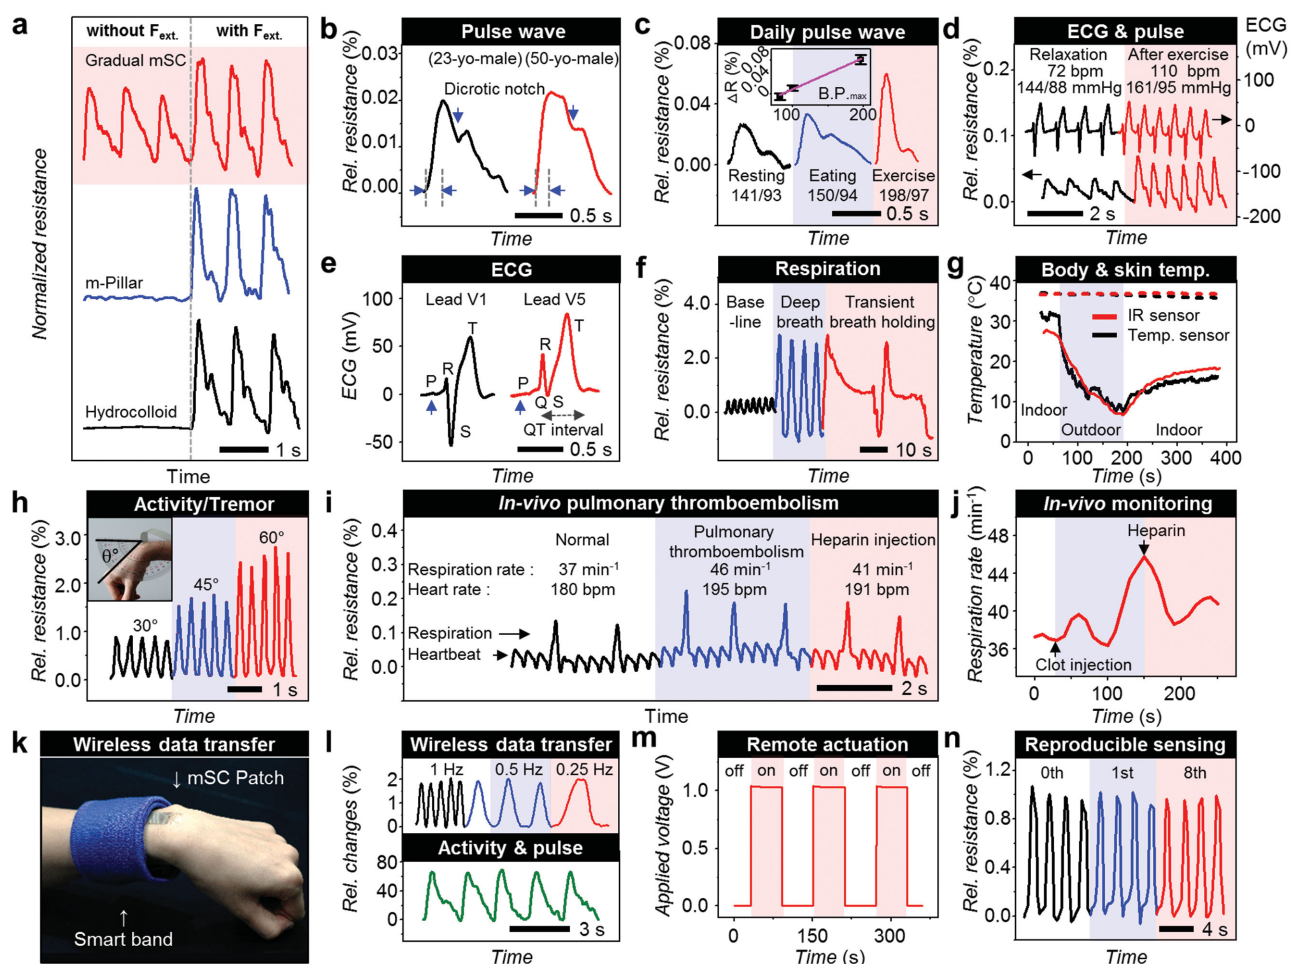 a
without F ext. with F ext.
Gradual mSC
m-Pillar
Hydrocolloid
1 s
Normalized resistance
Time
b
Pulse wave
(23-yo-male) (50-yo-male)
Dicrotic notch
0.03
0.02
0.01
0.00
Rel. resistance (%)
0.5 s
Time
c
Daily pulse wave
0.08
0.04
0.00
Rel. resistance (%)
0.08
0.04
0.00
ΔR (%)
B.P.max
100 200
Resting Eating Exercise
141/93 150/94 198/97
0.5 s
Time
d
ECG & pulse
ECG (mV)
Relaxation After exercise
72 bpm 110 bpm
144/88 mmHg 161/95 mmHg
0.2
0.1
0.0
Rel. resistance (%)
100
0
-100
-200
2 s
Time
e
ECG
Lead V1 Lead V5
100
50
0
-50
ECG (mV)
P R S T
P R Q S T
QT interval
0.5 s
Time
f
Respiration
Base-line
Deep breath
Transient breath holding
4.0
2.0
0.0
Rel. resistance (%)
10 s
Time
g
Body & skin temp.
40
30
20
10
0
Temperature (°C)
IR sensor
Temp. sensor
Indoor Outdoor Indoor
0 100 200 300 400
Time (s)
h
Activity/Tremor
θ°
3.0
2.0
1.0
0.0
Rel. resistance (%)
30° 45° 60°
1 s
Time
i
In-vivo pulmonary thromboembolism
0.4
0.3
0.2
0.1
0.0
Rel. resistance (%)
Normal
Pulmonary thromboembolism
Heparin injection
Respiration rate : 37 min-1 46 min-1 41 min-1
Heart rate : 180 bpm 195 bpm 191 bpm
Respiration
Heartbeat
2 s
Time
j
In-vivo monitoring
Heparin
Clot injection
48
44
40
36
Respiration rate (min-1)
0 100 200
Time (s)
k
Wireless data transfer
↓ mSC Patch
↑
Smart band
l
Wireless data transfer
1 Hz 0.5 Hz 0.25 Hz
2
1
0
Activity & pulse
80
40
0
Rel. changes (%)
3 s
Time
m
Remote actuation
off on off on off on off
1.0
0.5
0.0
Applied voltage (V)
0 150 300
Time (s)
n
Reproducible sensing
0th 1st 8th
1.2
0.8
0.4
0.0
Rel. resistance (%)
4 s
Time